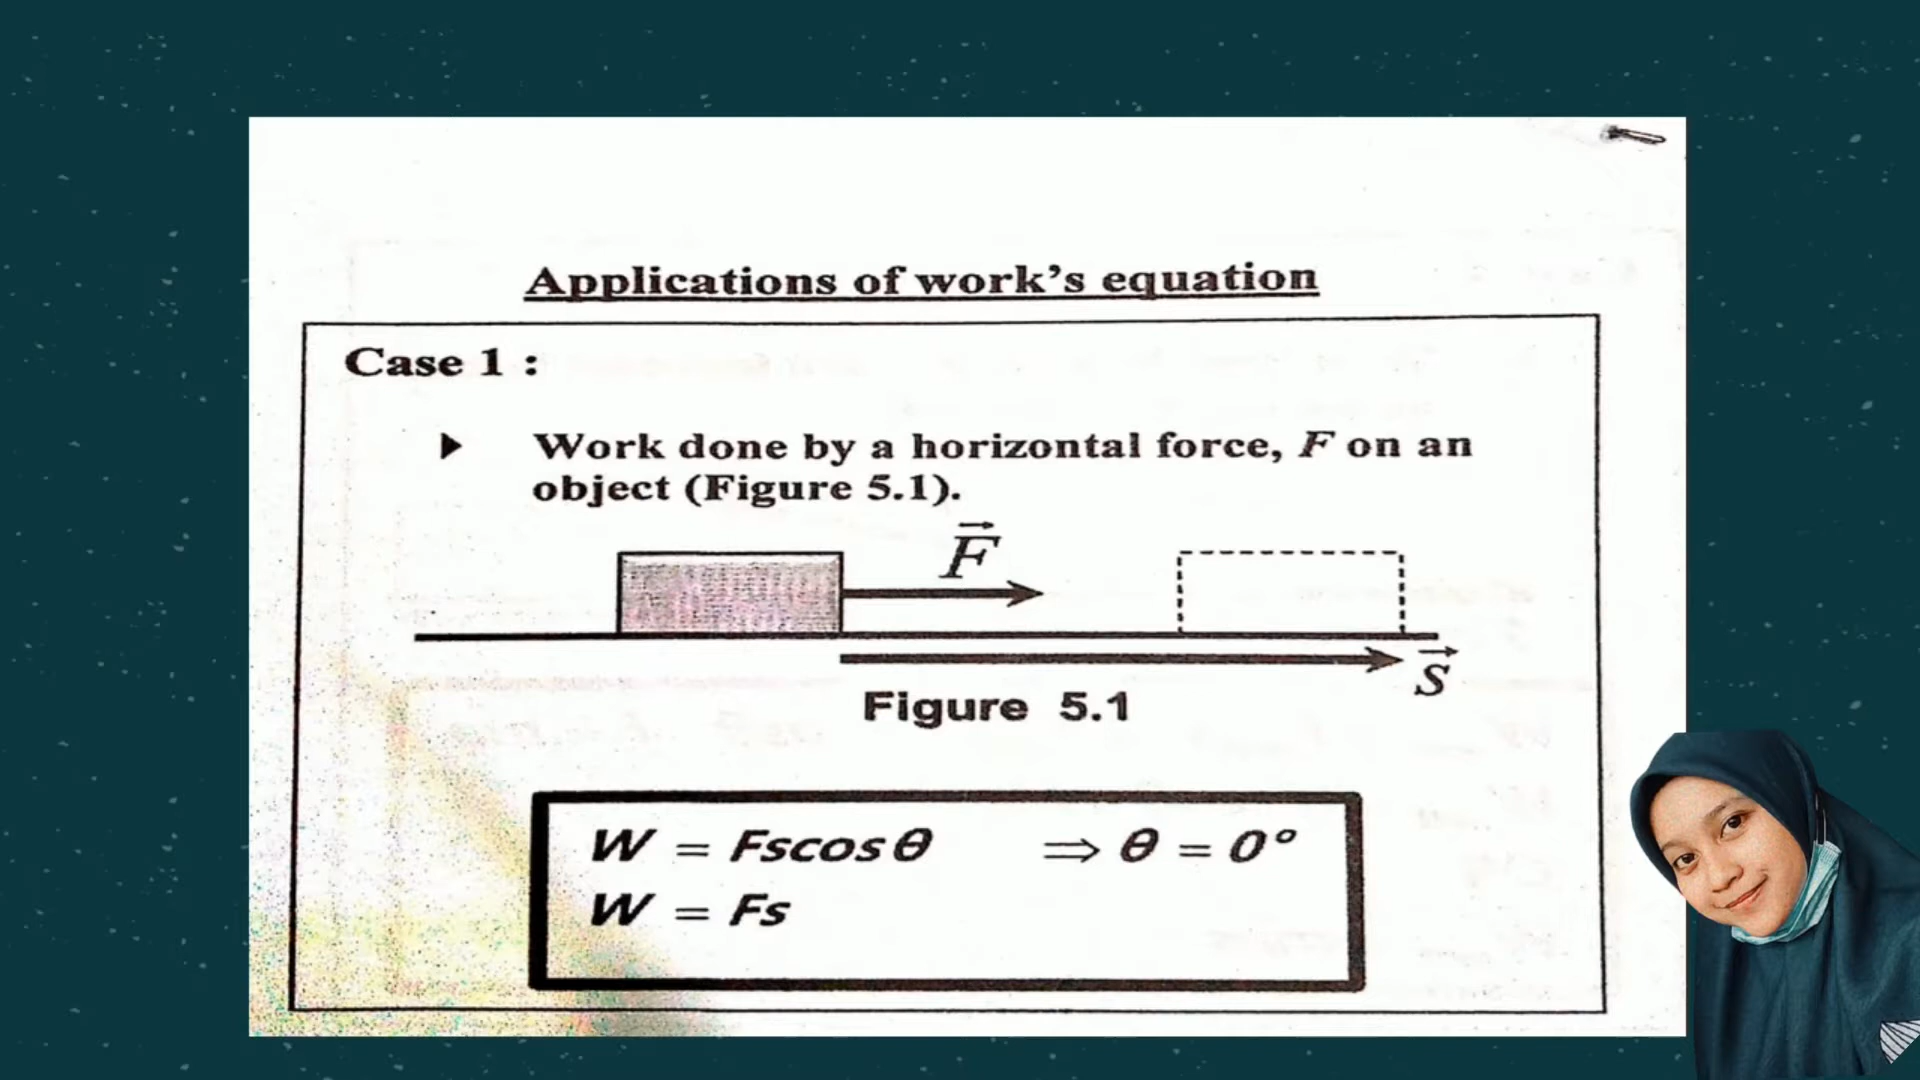 Applications of work's equation
Case 1 :
Work done by a horizontal force, F on an
object (Figure 5.1).
F⃗
s⃗
Figure 5.1
W = Fscosθ ⇒ θ = 0°
W = Fs